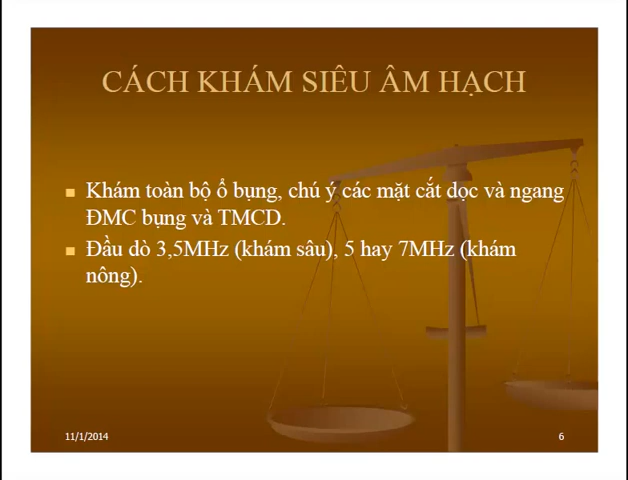 CÁCH KHÁM SIÊU ÂM HẠCH
Khám toàn bộ ổ bụng, chú ý các mặt cắt dọc và ngang
ĐMC bụng và TMCD.
Đầu dò 3,5MHz (khám sâu), 5 hay 7MHz (khám
nông).
11/1/2014
6